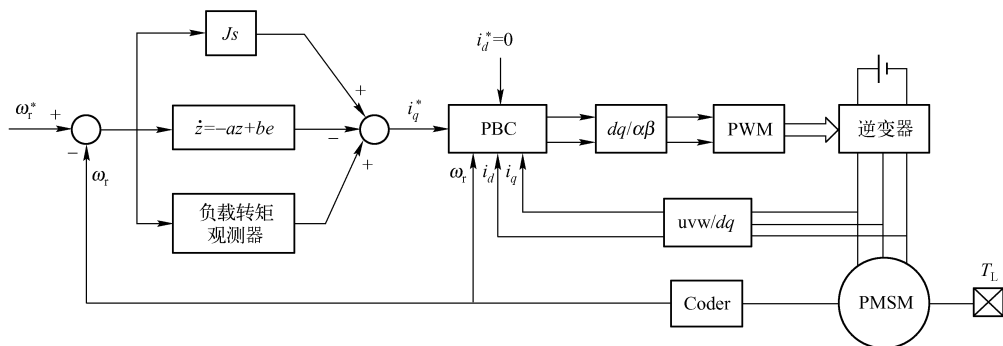 Js
i_d^*=0
ω_r^* + − ω_r
ż=−az+be
+ − +
i_q^*
PBC
dq/αβ
PWM
逆变器
ω_r i_d i_q
负载转矩
观测器
uvw/dq
Coder
PMSM
T_L